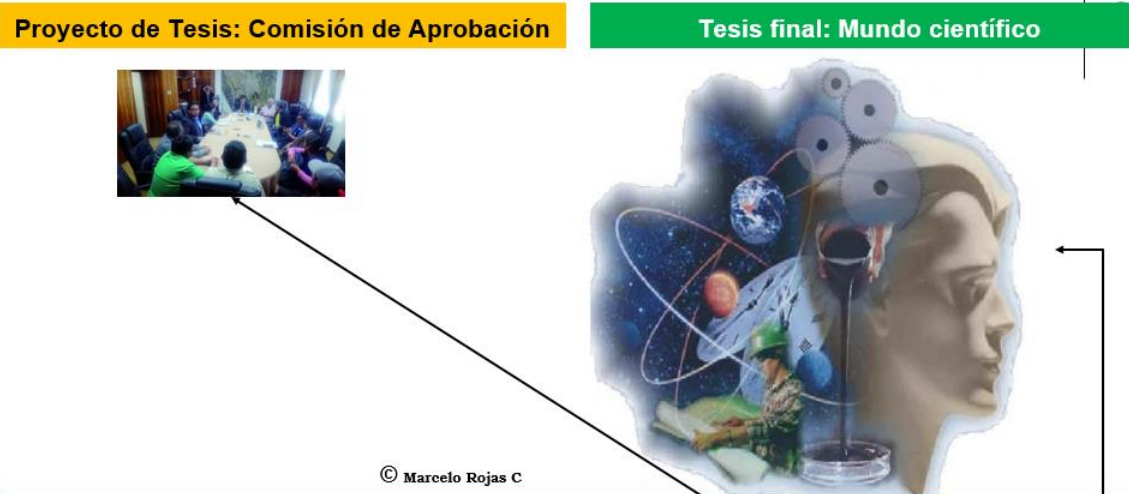 Proyecto de Tesis: Comisión de Aprobación
Tesis final: Mundo científico
© Marcelo Rojas C